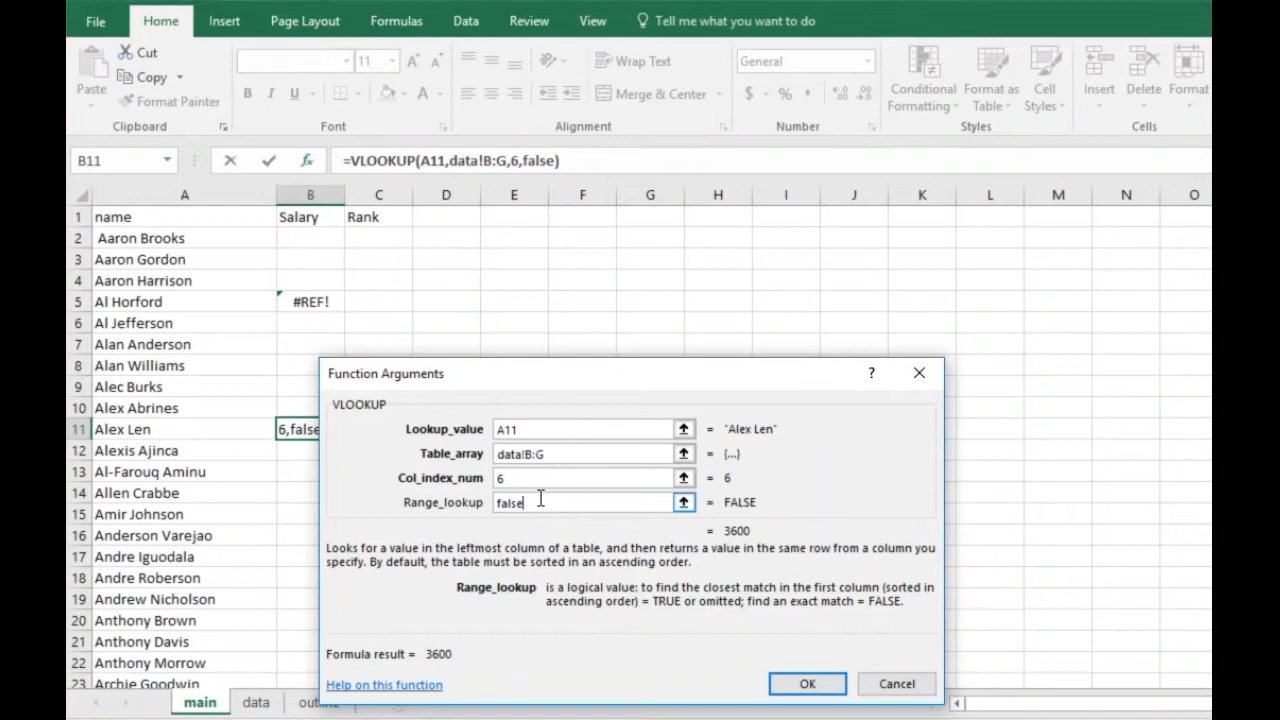 File Home Insert Page Layout Formulas Data Review View Tell me what you want to do
Cut
Copy
Format Painter
Paste
11 A A
Wrap Text
General
B I U A
Merge & Center
$ % ,
Conditional Formatting
Format as Table
Cell Styles
Insert Delete Format
Clipboard Font Alignment Number Styles Cells
B11 fx =VLOOKUP(A11,data!B:G,6,false)
A B C D E F G H I J K L M N O
1 name Salary Rank
2 Aaron Brooks
3 Aaron Gordon
4 Aaron Harrison
5 Al Horford #REF!
6 Al Jefferson
7 Alan Anderson
8 Alan Williams
9 Alec Burks
10 Alex Abrines
11 Alex Len 6,false
12 Alexis Ajinca
13 Al-Farouq Aminu
14 Allen Crabbe
15 Amir Johnson
16 Anderson Varejao
17 Andre Iguodala
18 Andre Roberson
19 Andrew Nicholson
20 Anthony Brown
21 Anthony Davis
22 Anthony Morrow
23 Archie Goodwin
Function Arguments ?
VLOOKUP
Lookup_value A11 = "Alex Len"
Table_array data!B:G = {...}
Col_index_num 6 = 6
Range_lookup false = FALSE
= 3600
Looks for a value in the leftmost column of a table, and then returns a value in the same row from a column you
specify. By default, the table must be sorted in an ascending order.
Range_lookup is a logical value: to find the closest match in the first column (sorted in
ascending order) = TRUE or omitted; find an exact match = FALSE.
Formula result = 3600
Help on this function OK Cancel
main data